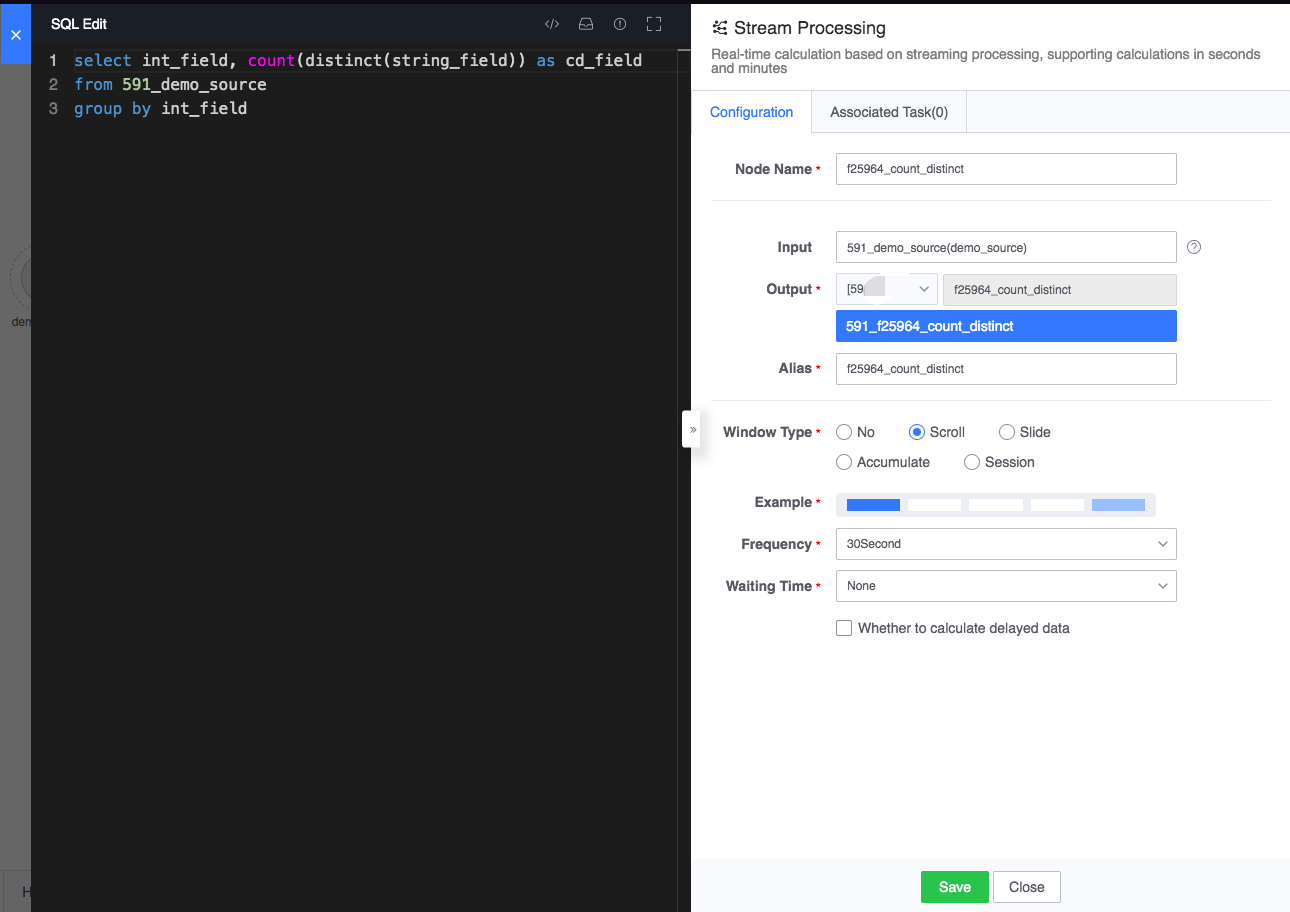 SQL Edit
1 select int_field, count(distinct(string_field)) as cd_field
2 from 591_demo_source
3 group by int_field
Stream Processing
Real-time calculation based on streaming processing, supporting calculations in seconds
and minutes
Configuration
Associated Task(0)
Node Name *
f25964_count_distinct
Input
591_demo_source(demo_source)
Output *
f25964_count_distinct
591_f25964_count_distinct
Alias *
f25964_count_distinct
Window Type *
No
Scroll
Slide
Accumulate
Session
Example *
Frequency *
30Second
Waiting Time *
None
Whether to calculate delayed data
Save
Close